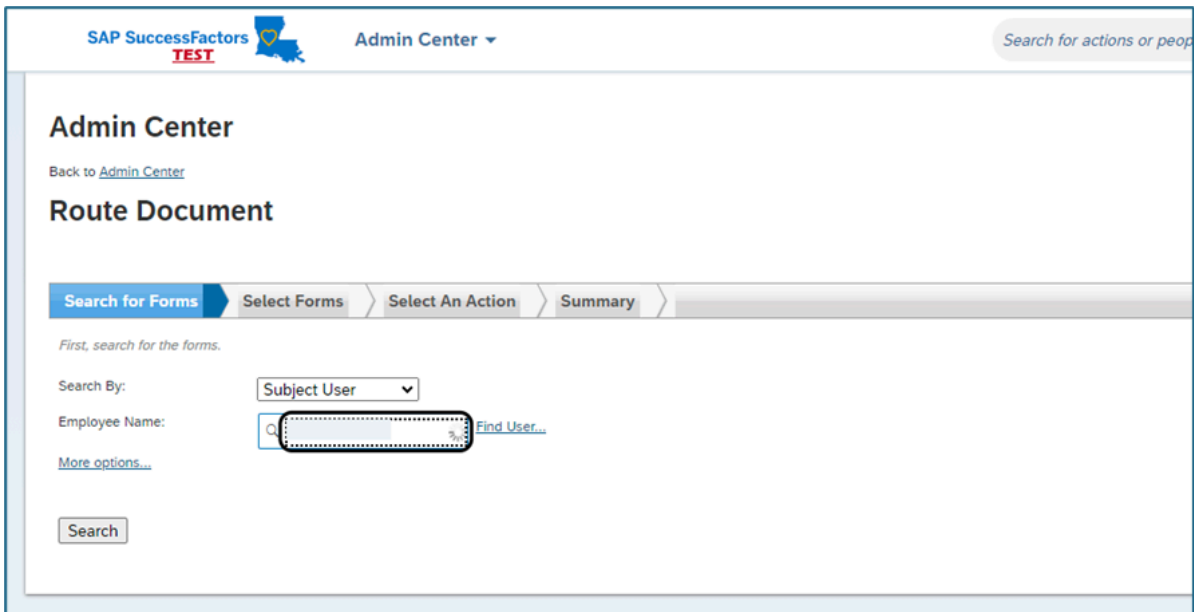 SAP SuccessFactors
TEST
Admin Center
Search for actions or peop
Admin Center
Back to Admin Center
Route Document
Search for Forms Select Forms Select An Action Summary
First, search for the forms.
Search By: Subject User
Employee Name: Find User...
More options...
Search